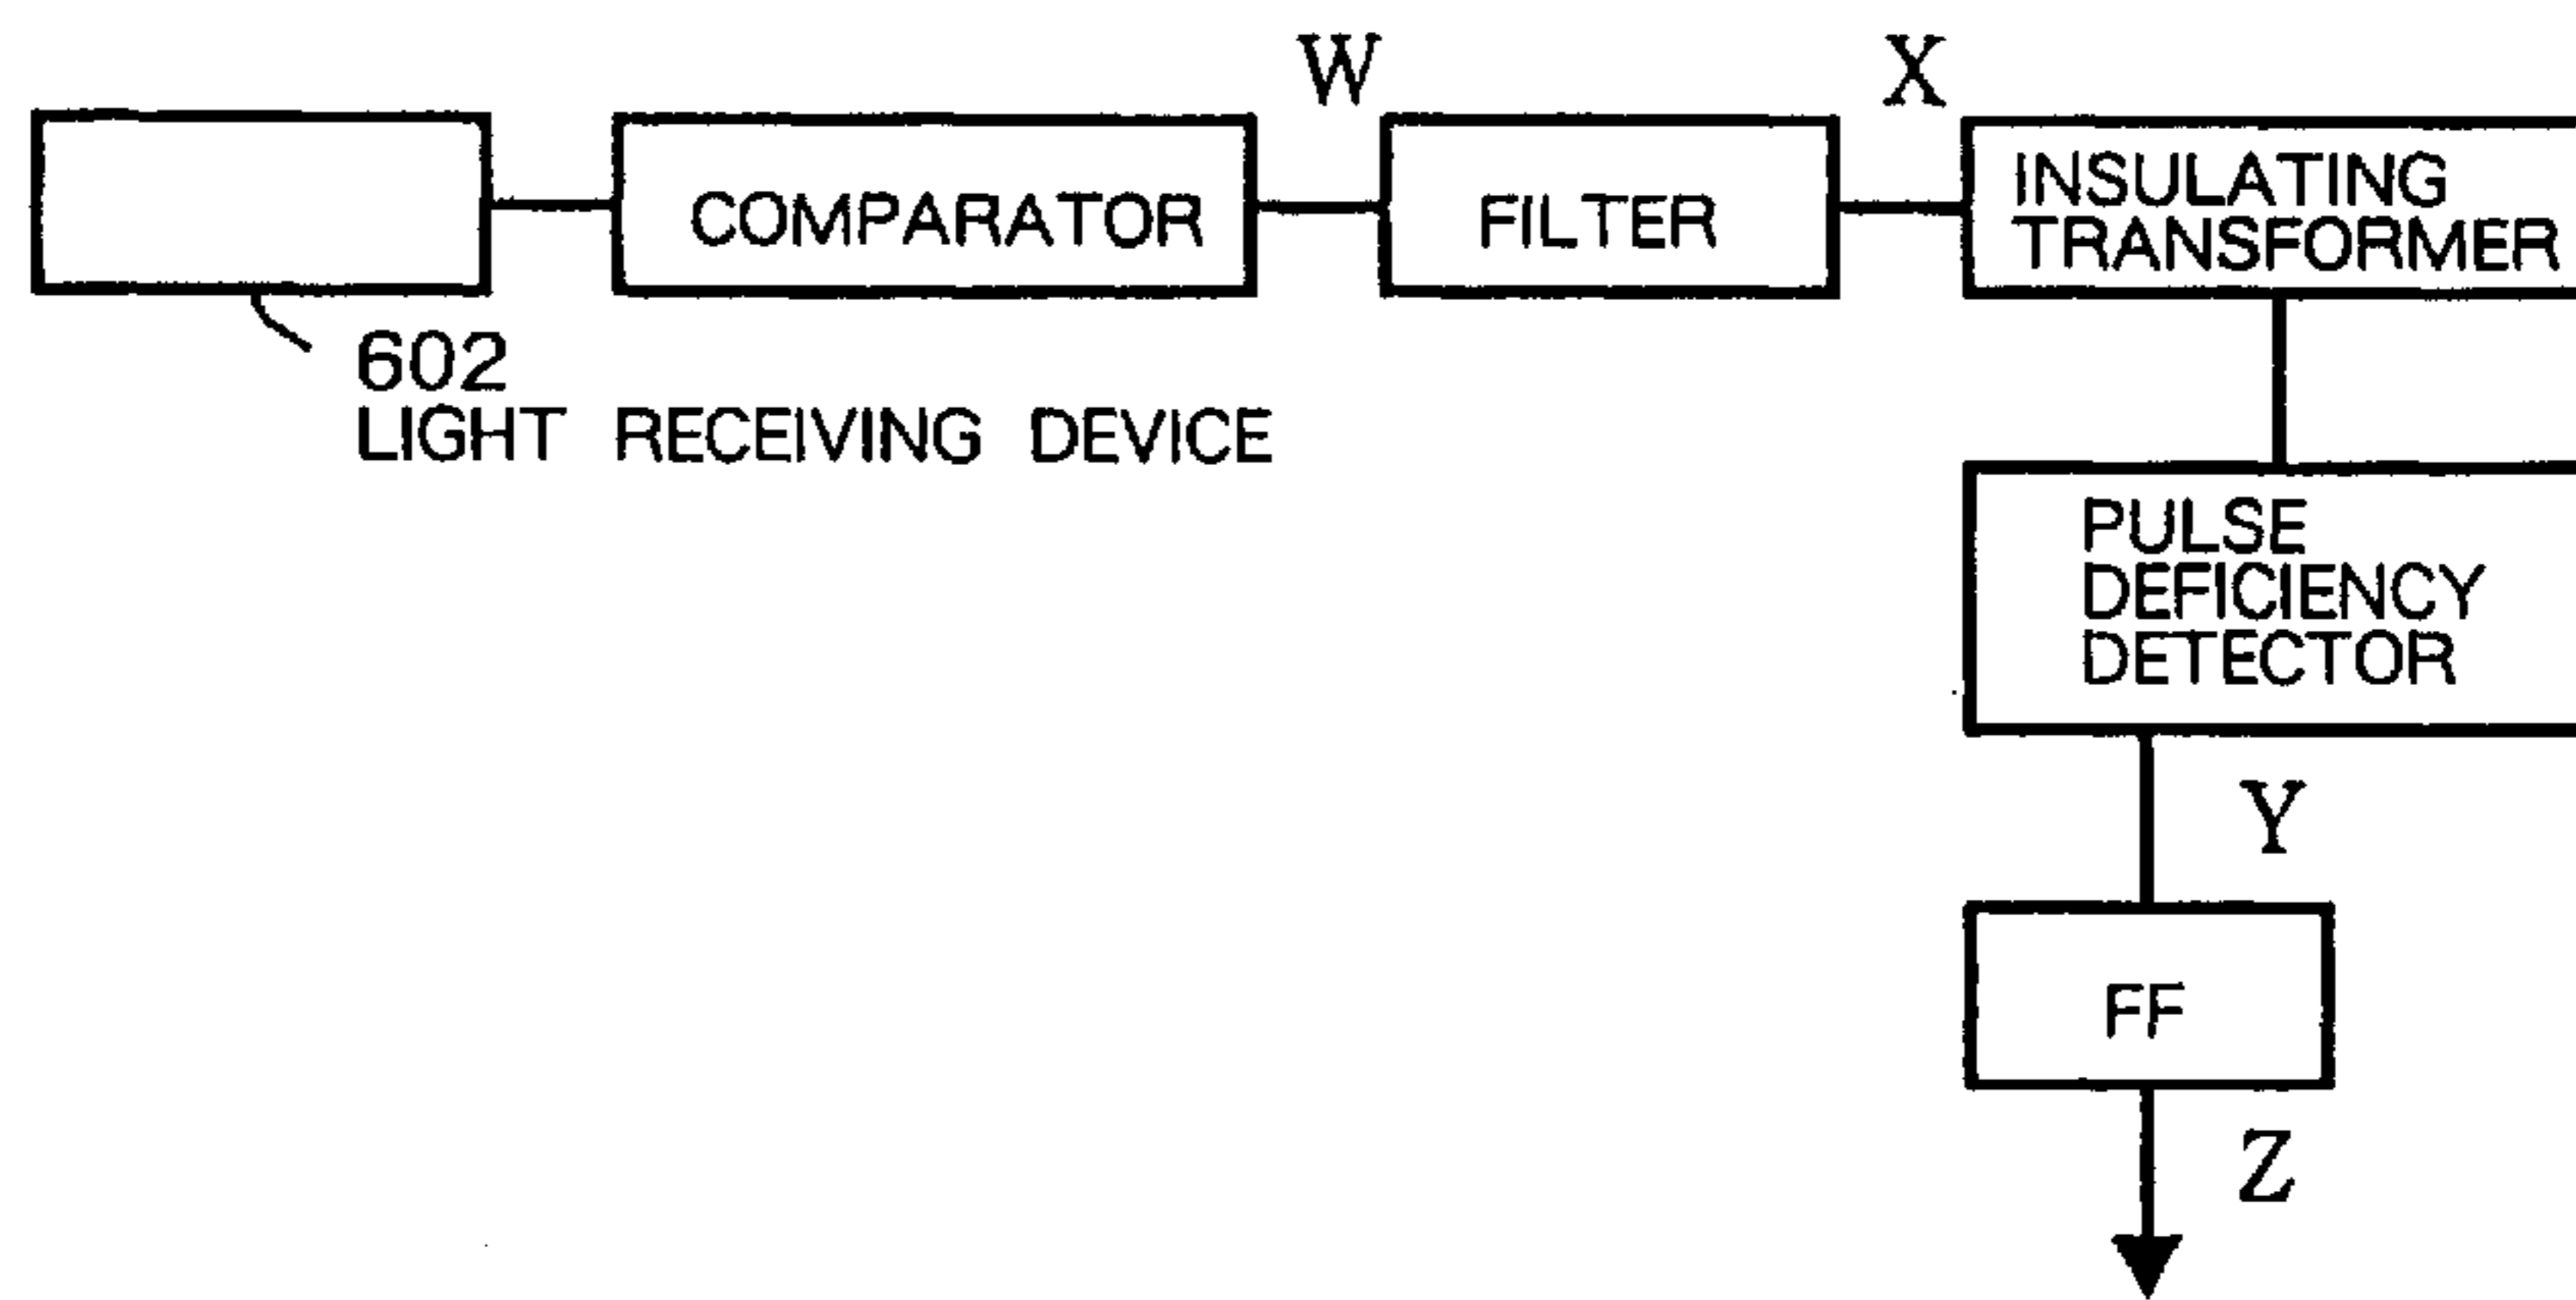 W
X
COMPARATOR
FILTER
INSULATING
TRANSFORMER
602
LIGHT RECEIVING DEVICE
PULSE
DEFICIENCY
DETECTOR
Y
FF
Z